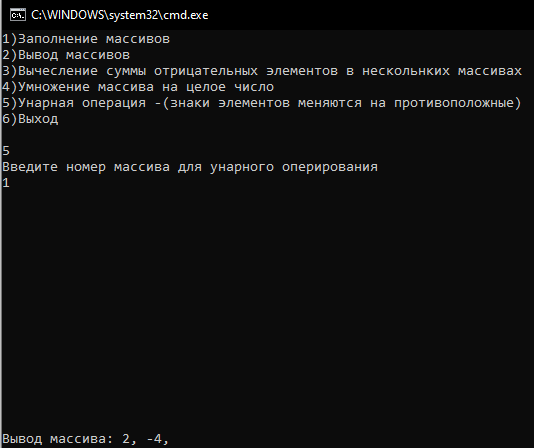 C:\WINDOWS\system32\cmd.exe
1)Заполнение массивов
2)Вывод массивов
3)Вычесление суммы отрицательных элементов в нескольнких массивах
4)Умножение массива на целое число
5)Унарная операция -(знаки элементов меняются на противоположные)
6)Выход
5
Введите номер массива для унарного оперирования
1
Вывод массива: 2, -4,